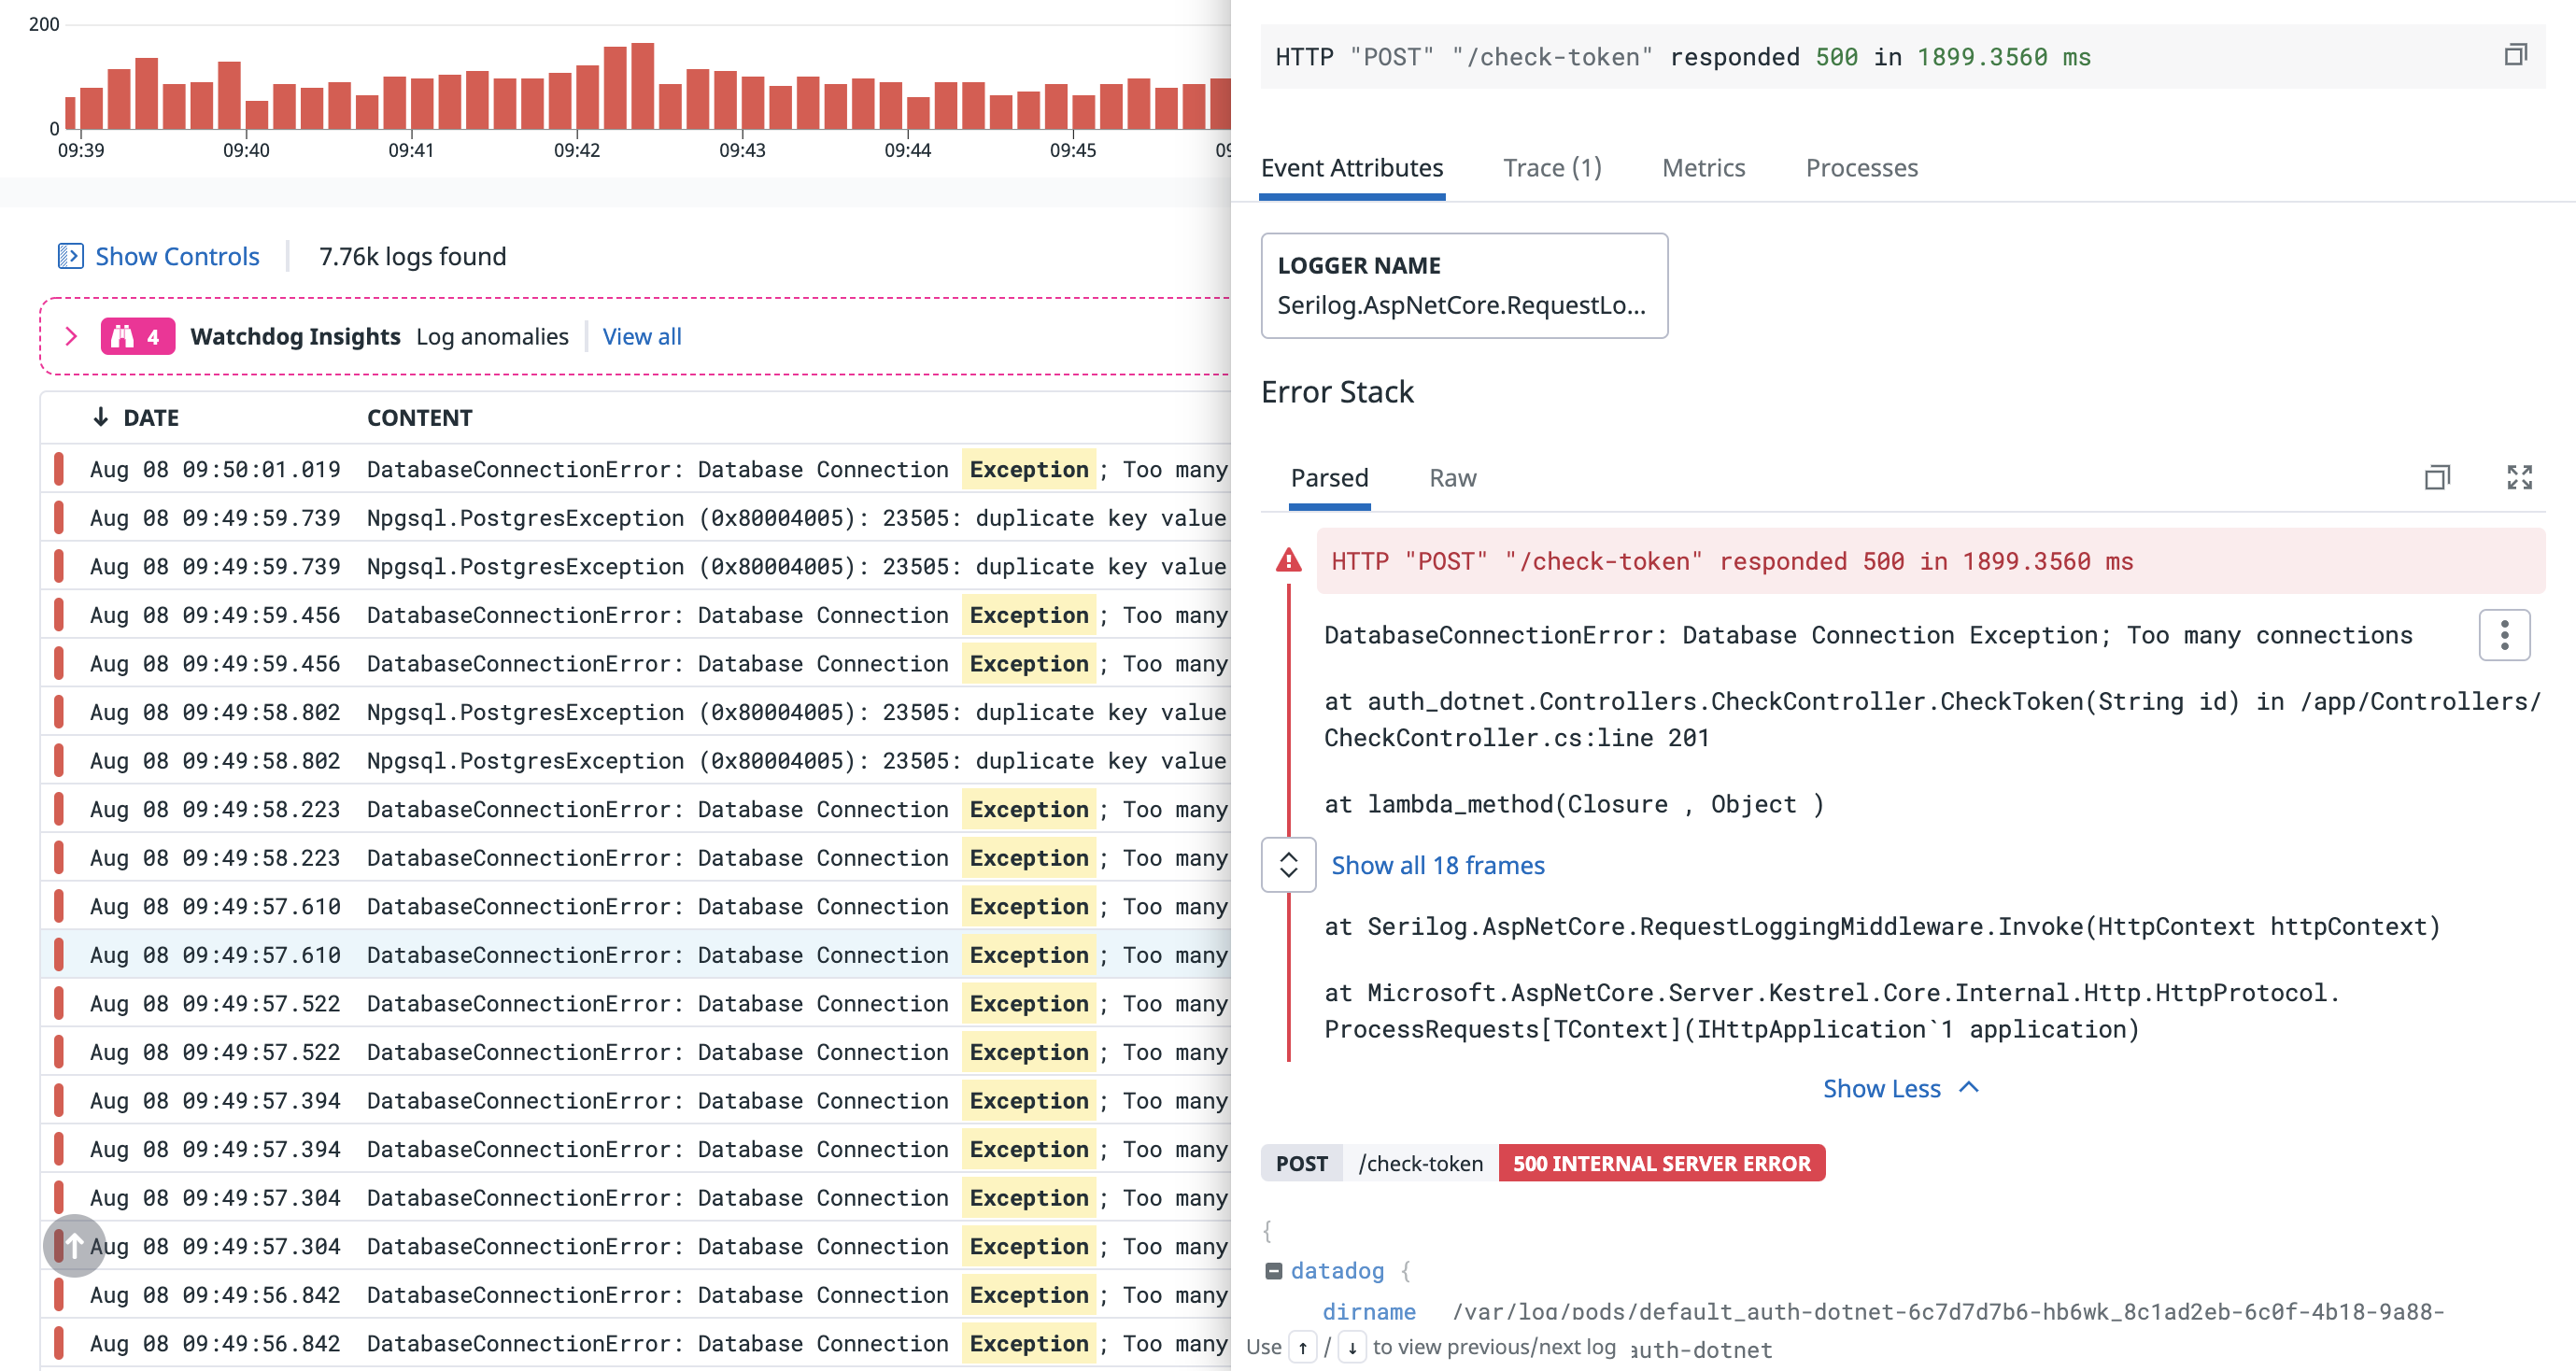 200
0
09:39 09:40 09:41 09:42 09:43 09:44 09:45
Show Controls 7.76k logs found
4 Watchdog Insights Log anomalies View all
DATE CONTENT
Aug 08 09:50:01.019 DatabaseConnectionError: Database Connection Exception; Too many
Aug 08 09:49:59.739 Npgsql.PostgresException (0x80004005): 23505: duplicate key value
Aug 08 09:49:59.739 Npgsql.PostgresException (0x80004005): 23505: duplicate key value
Aug 08 09:49:59.456 DatabaseConnectionError: Database Connection Exception; Too many
Aug 08 09:49:59.456 DatabaseConnectionError: Database Connection Exception; Too many
Aug 08 09:49:58.802 Npgsql.PostgresException (0x80004005): 23505: duplicate key value
Aug 08 09:49:58.802 Npgsql.PostgresException (0x80004005): 23505: duplicate key value
Aug 08 09:49:58.223 DatabaseConnectionError: Database Connection Exception; Too many
Aug 08 09:49:58.223 DatabaseConnectionError: Database Connection Exception; Too many
Aug 08 09:49:57.610 DatabaseConnectionError: Database Connection Exception; Too many
Aug 08 09:49:57.610 DatabaseConnectionError: Database Connection Exception; Too many
Aug 08 09:49:57.522 DatabaseConnectionError: Database Connection Exception; Too many
Aug 08 09:49:57.522 DatabaseConnectionError: Database Connection Exception; Too many
Aug 08 09:49:57.394 DatabaseConnectionError: Database Connection Exception; Too many
Aug 08 09:49:57.394 DatabaseConnectionError: Database Connection Exception; Too many
Aug 08 09:49:57.304 DatabaseConnectionError: Database Connection Exception; Too many
Aug 08 09:49:57.304 DatabaseConnectionError: Database Connection Exception; Too many
Aug 08 09:49:56.842 DatabaseConnectionError: Database Connection Exception; Too many
Aug 08 09:49:56.842 DatabaseConnectionError: Database Connection Exception; Too many
HTTP "POST" "/check-token" responded 500 in 1899.3560 ms
Event Attributes Trace (1) Metrics Processes
LOGGER NAME
Serilog.AspNetCore.RequestLo...
Error Stack
Parsed Raw
HTTP "POST" "/check-token" responded 500 in 1899.3560 ms
DatabaseConnectionError: Database Connection Exception; Too many connections
at auth_dotnet.Controllers.CheckController.CheckToken(String id) in /app/Controllers/
CheckController.cs:line 201
at lambda_method(Closure , Object )
Show all 18 frames
at Serilog.AspNetCore.RequestLoggingMiddleware.Invoke(HttpContext httpContext)
at Microsoft.AspNetCore.Server.Kestrel.Core.Internal.Http.HttpProtocol.
ProcessRequests[TContext](IHttpApplication`1 application)
Show Less
POST /check-token 500 INTERNAL SERVER ERROR
{
datadog {
dirname /var/log/pods/default_auth-dotnet-6c7d7d7b6-hb6wk_8c1ad2eb-6c0f-4b18-9a88-
Use ↑ / ↓ to view previous/next log auth-dotnet